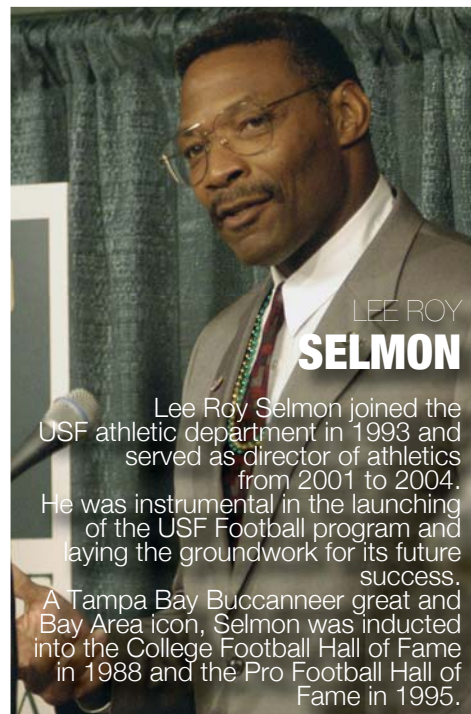 LEE ROY
SELMON
Lee Roy Selmon joined the
USF athletic department in 1993 and
served as director of athletics
from 2001 to 2004.
He was instrumental in the launching
of the USF Football program and
laying the groundwork for its future
success.
A Tampa Bay Buccaneer great and
Bay Area icon, Selmon was inducted
into the College Football Hall of Fame
in 1988 and the Pro Football Hall of
Fame in 1995.